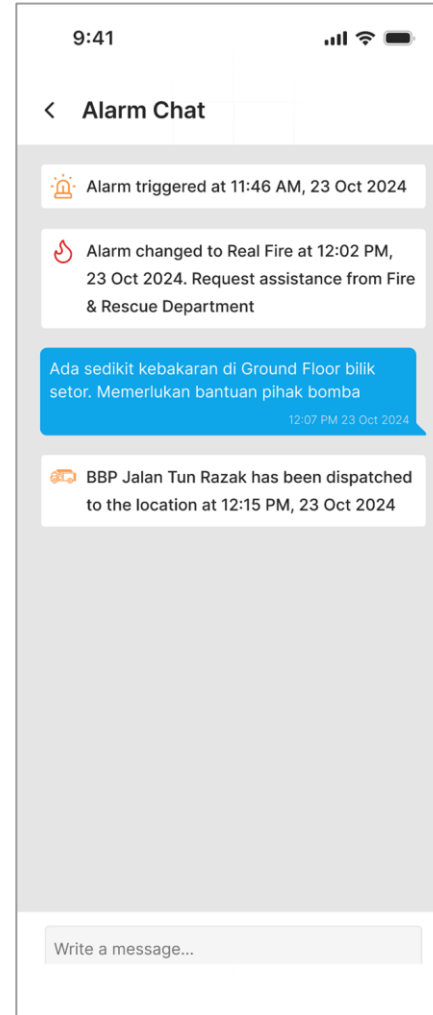 9:41
Alarm Chat
Alarm triggered at 11:46 AM, 23 Oct 2024
Alarm changed to Real Fire at 12:02 PM,
23 Oct 2024. Request assistance from Fire
& Rescue Department
Ada sedikit kebakaran di Ground Floor bilik
setor. Memerlukan bantuan pihak bomba
12:07 PM 23 Oct 2024
BBP Jalan Tun Razak has been dispatched
to the location at 12:15 PM, 23 Oct 2024
Write a message...